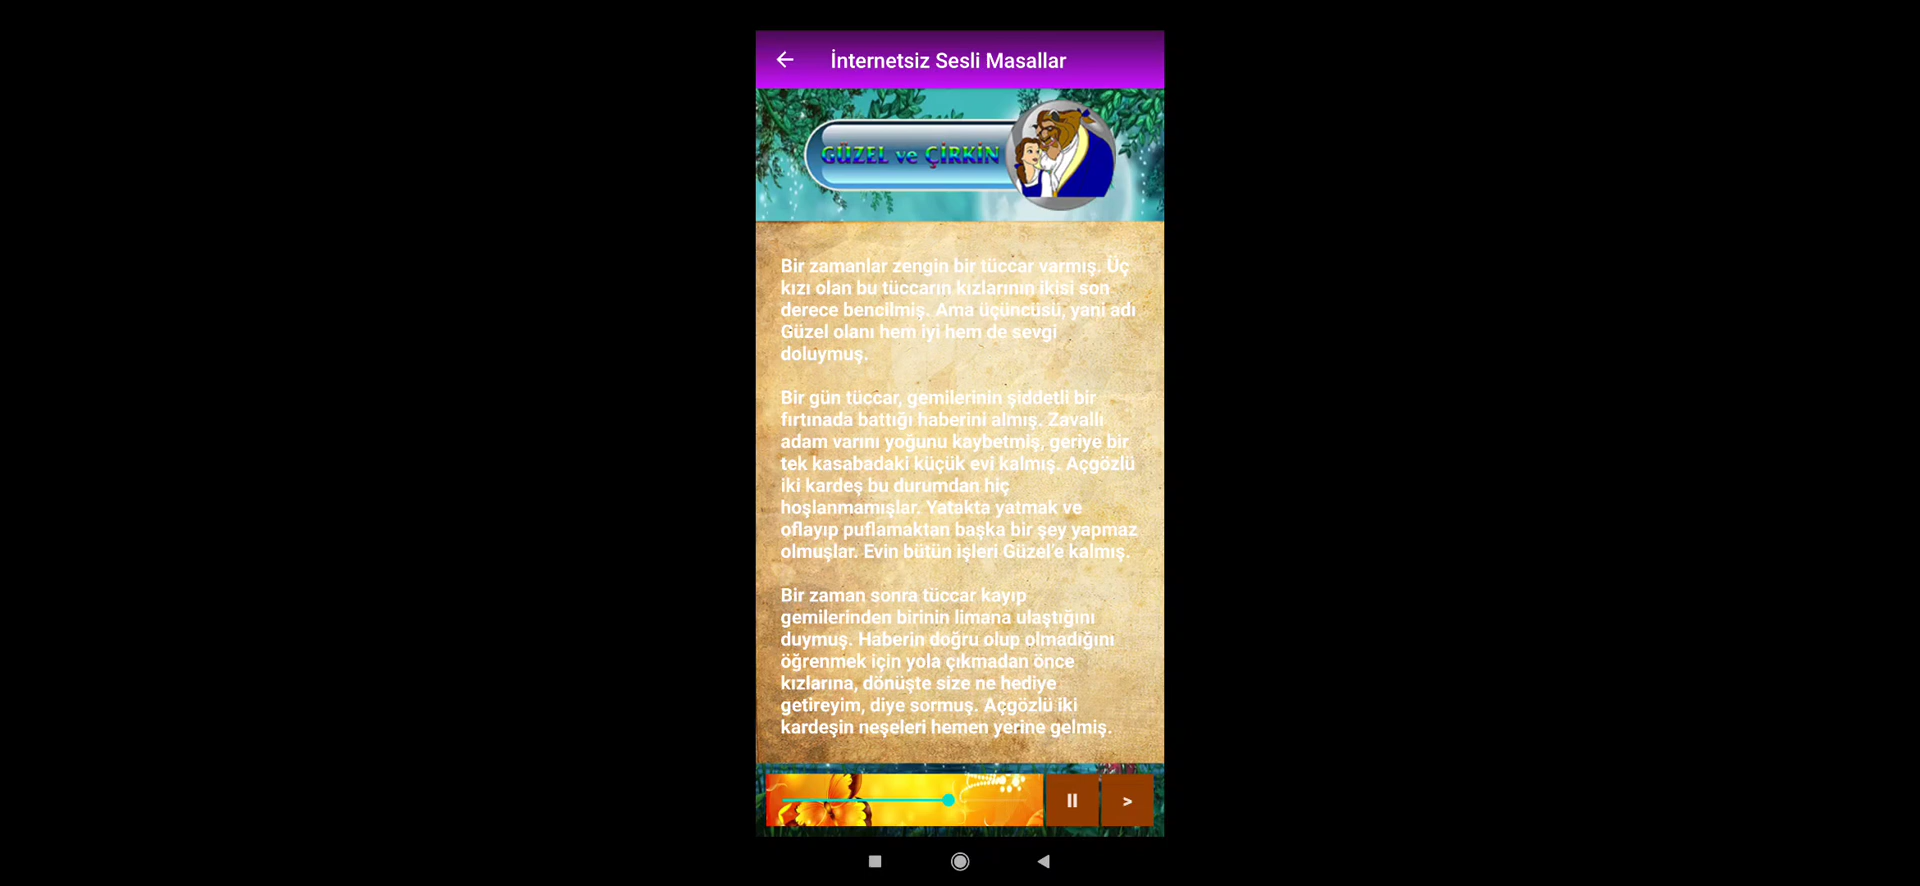 İnternetsiz Sesli Masallar
GÜZEL ve ÇİRKİN
Bir zamanlar zengin bir tüccar varmış. Üç
kızı olan bu tüccarın kızlarının ikisi son
derece bencilmiş. Ama üçüncüsü, yani adı
Güzel olanı hem iyi hem de sevgi
doluymuş.
Bir gün tüccar, gemilerinin şiddetli bir
fırtınada battığı haberini almış. Zavallı
adam varını yoğunu kaybetmiş, geriye bir
tek kasabadaki küçük evi kalmış. Açgözlü
iki kardeş bu durumdan hiç
hoşlanmamışlar. Yatakta yatmak ve
oflayıp puflamaktan başka bir şey yapmaz
olmuşlar. Evin bütün işleri Güzel'e kalmış.
Bir zaman sonra tüccar kayıp
gemilerinden birinin limana ulaştığını
duymuş. Haberin doğru olup olmadığını
öğrenmek için yola çıkmadan önce
kızlarına, dönüşte size ne hediye
getireyim, diye sormuş. Açgözlü iki
kardeşin neşeleri hemen yerine gelmiş.
>